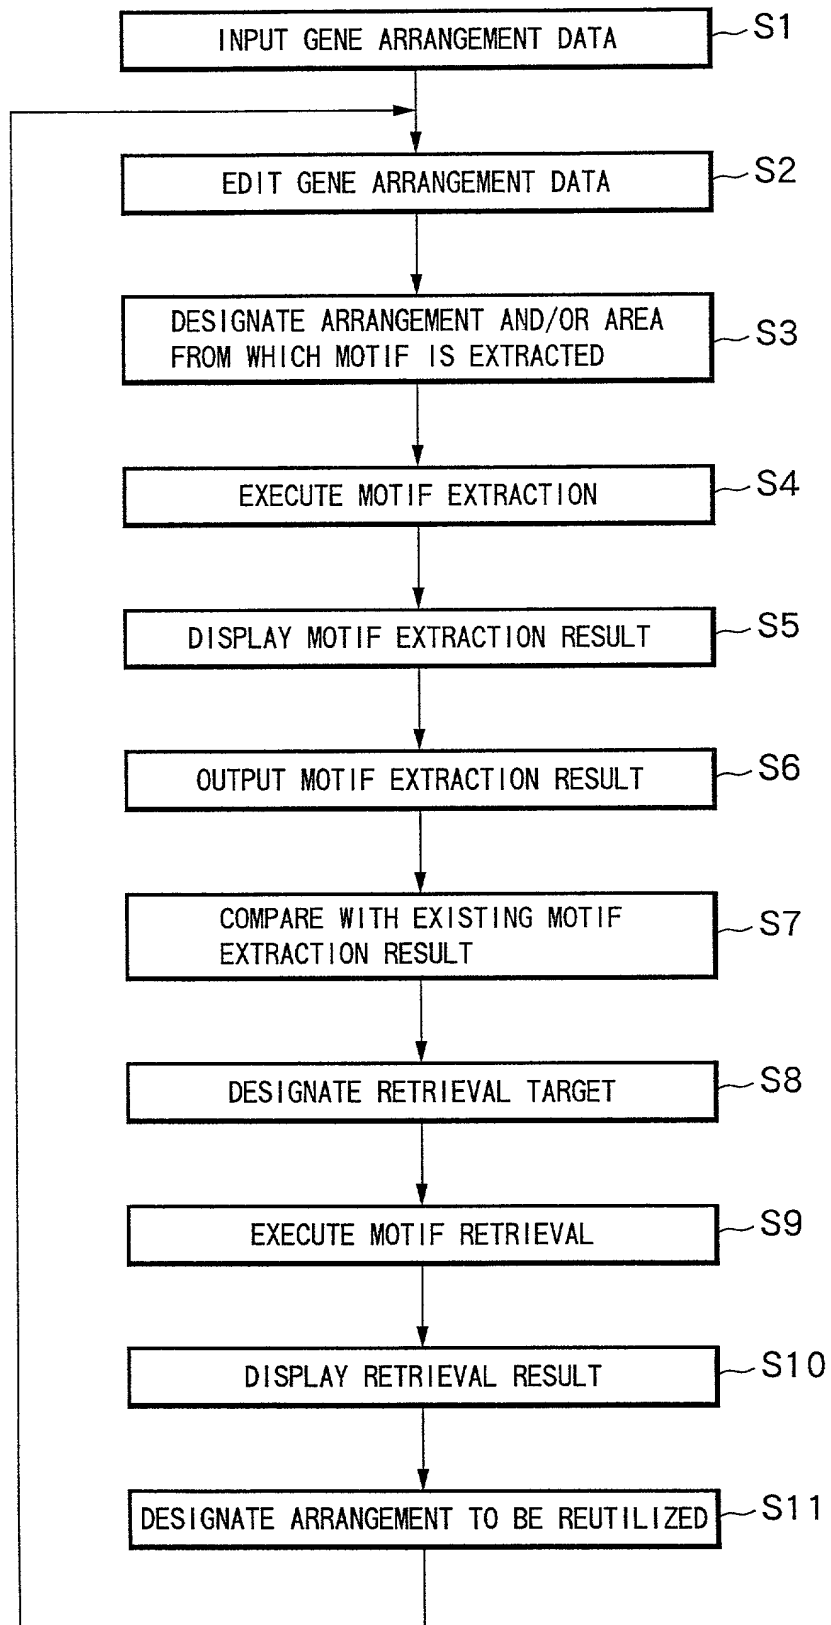 INPUT GENE ARRANGEMENT DATA
S1
EDIT GENE ARRANGEMENT DATA
S2
DESIGNATE ARRANGEMENT AND/OR AREA
FROM WHICH MOTIF IS EXTRACTED
S3
EXECUTE MOTIF EXTRACTION
S4
DISPLAY MOTIF EXTRACTION RESULT
S5
OUTPUT MOTIF EXTRACTION RESULT
S6
COMPARE WITH EXISTING MOTIF
EXTRACTION RESULT
S7
DESIGNATE RETRIEVAL TARGET
S8
EXECUTE MOTIF RETRIEVAL
S9
DISPLAY RETRIEVAL RESULT
S10
DESIGNATE ARRANGEMENT TO BE REUTILIZED
S11